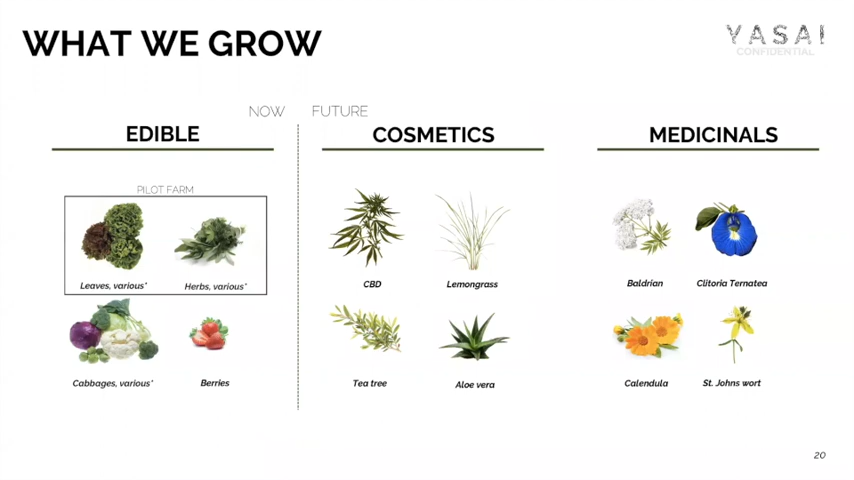 WHAT WE GROW
YASAI
CONFIDENTIAL
NOW FUTURE
EDIBLE
COSMETICS
MEDICINALS
PILOT FARM
Leaves, various*
Herbs, various*
CBD
Lemongrass
Baldrian
Clitoria Ternatea
Cabbages, various*
Berries
Tea tree
Aloe vera
Calendula
St. Johns wort
20